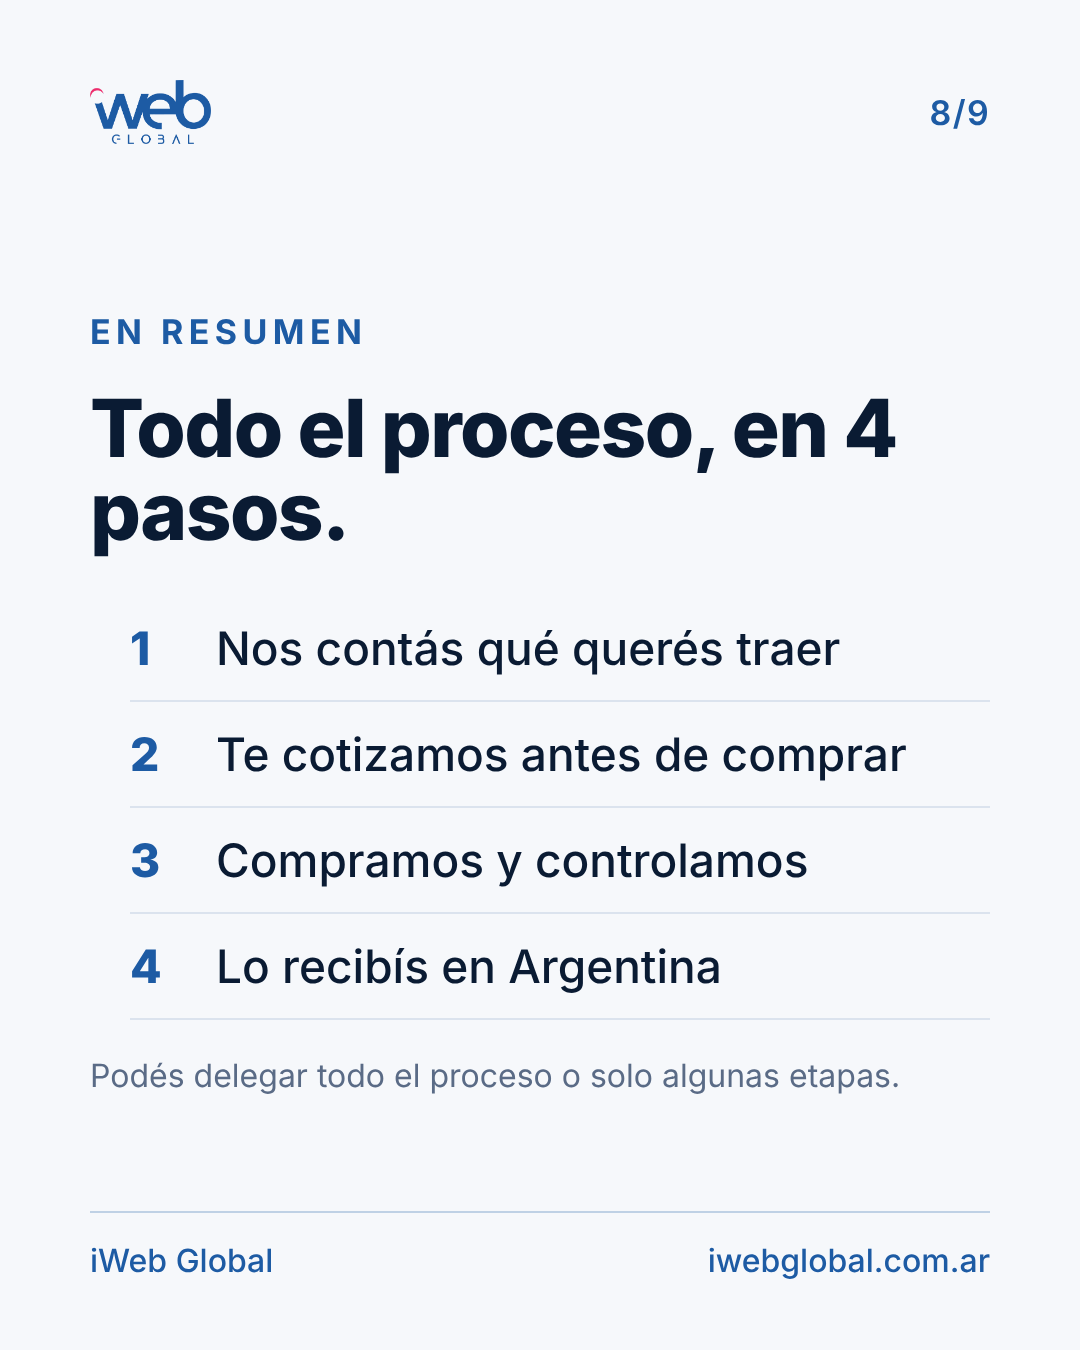 iweb
GLOBAL
8/9
EN RESUMEN
Todo el proceso, en 4
pasos.
1 Nos contás qué querés traer
2 Te cotizamos antes de comprar
3 Compramos y controlamos
4 Lo recibís en Argentina
Podés delegar todo el proceso o solo algunas etapas.
iWeb Global
iwebglobal.com.ar